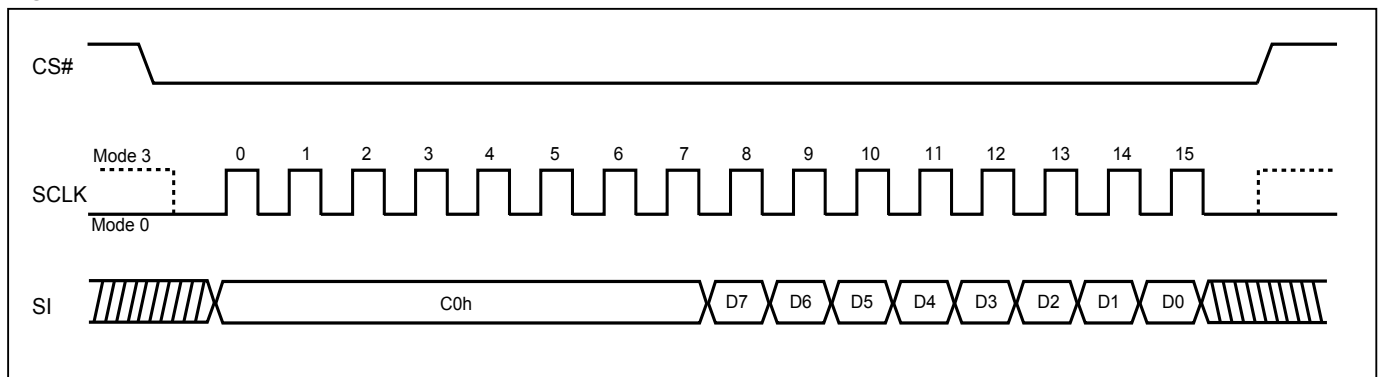 CS#
Mode 3
0 1 2 3 4 5 6 7 8 9 10 11 12 13 14 15
SCLK
Mode 0
SI
C0h D7 D6 D5 D4 D3 D2 D1 D0